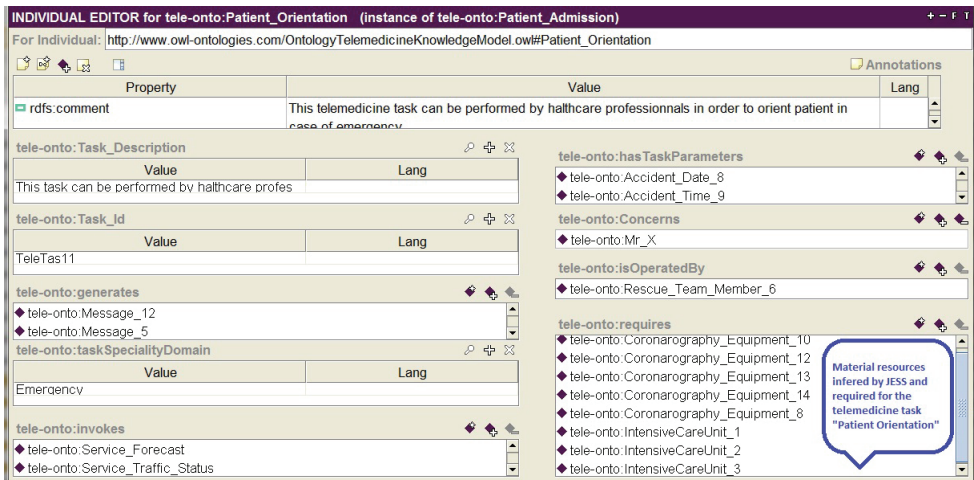 INDIVIDUAL EDITOR for tele-onto:Patient_Orientation (instance of tele-onto:Patient_Admission)
+ − F T
For Individual: http://www.owl-ontologies.com/OntologyTelemedicineKnowledgeModel.owl#Patient_Orientation
Annotations
Property Value Lang
rdfs:comment This telemedicine task can be performed by halthcare professionnals in order to orient patient in
case of emergency
tele-onto:Task_Description
Value Lang
This task can be performed by halthcare profes
tele-onto:Task_Id
Value Lang
TeleTas11
tele-onto:generates
tele-onto:Message_12
tele-onto:Message_5
tele-onto:taskSpecialityDomain
Value Lang
Emergency
tele-onto:invokes
tele-onto:Service_Forecast
tele-onto:Service_Traffic_Status
tele-onto:hasTaskParameters
tele-onto:Accident_Date_8
tele-onto:Accident_Time_9
tele-onto:Concerns
tele-onto:Mr_X
tele-onto:isOperatedBy
tele-onto:Rescue_Team_Member_6
tele-onto:requires
tele-onto:Coronarography_Equipment_10
tele-onto:Coronarography_Equipment_12
tele-onto:Coronarography_Equipment_13
tele-onto:Coronarography_Equipment_14
tele-onto:Coronarography_Equipment_8
tele-onto:IntensiveCareUnit_1
tele-onto:IntensiveCareUnit_2
tele-onto:IntensiveCareUnit_3
Material resources
infered by JESS and
required for the
telemedicine task
"Patient Orientation"